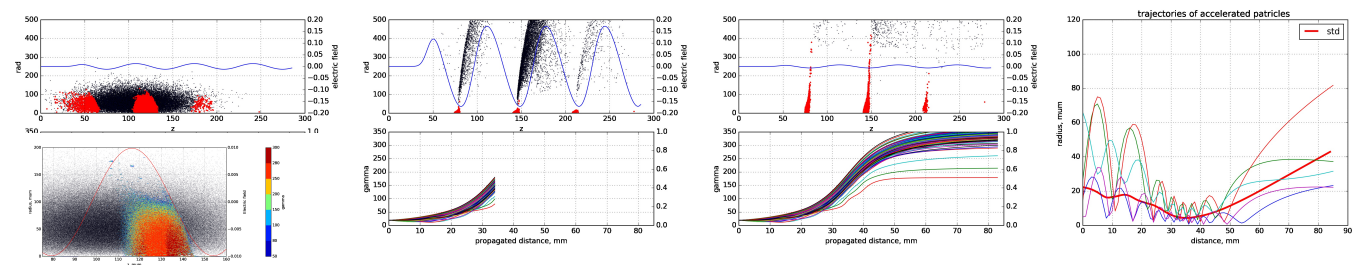 500 0.20 500 0.20 500 0.20 120 trajectories of accelerated patricles
400 0.15 400 0.15 400 0.15 std
300 0.10 300 0.10 300 0.10 100
0.05 0.05 0.05
rad 200 0.00 electric field rad 200 0.00 electric field rad 200 0.00 electric field 80
−0.05 −0.05 −0.05
100 −0.10 100 −0.10 100 −0.10
−0.15 −0.15 −0.15
0 −0.20 0 −0.20 0 −0.20
0 50 100 150 200 250 300 0 50 100 150 200 250 300 0 50 100 150 200 250 300
z z z
350 1.0 350 1.0 350 1.0
radius, mum 60
300 0.8 300 0.8
250 0.6 250 0.6 40
gamma 200 gamma 200
150 0.4 150 0.4 20
100 0.2 100 0.2
50 50
0 0.0 0 0.0 0
0 10 20 30 40 50 60 70 80 90 0 10 20 30 40 50 60 70 80 90 0 10 20 30 40 50 60 70 80 90
propagated distance, mm propagated distance, mm distance, mm
200 0.010 300
250
150 0.005 200
radius, mum 100 0.000 Electric field 150 gamma
50 −0.005 100
0 −0.010 50
80 90 100 110 120 130 140 150 160